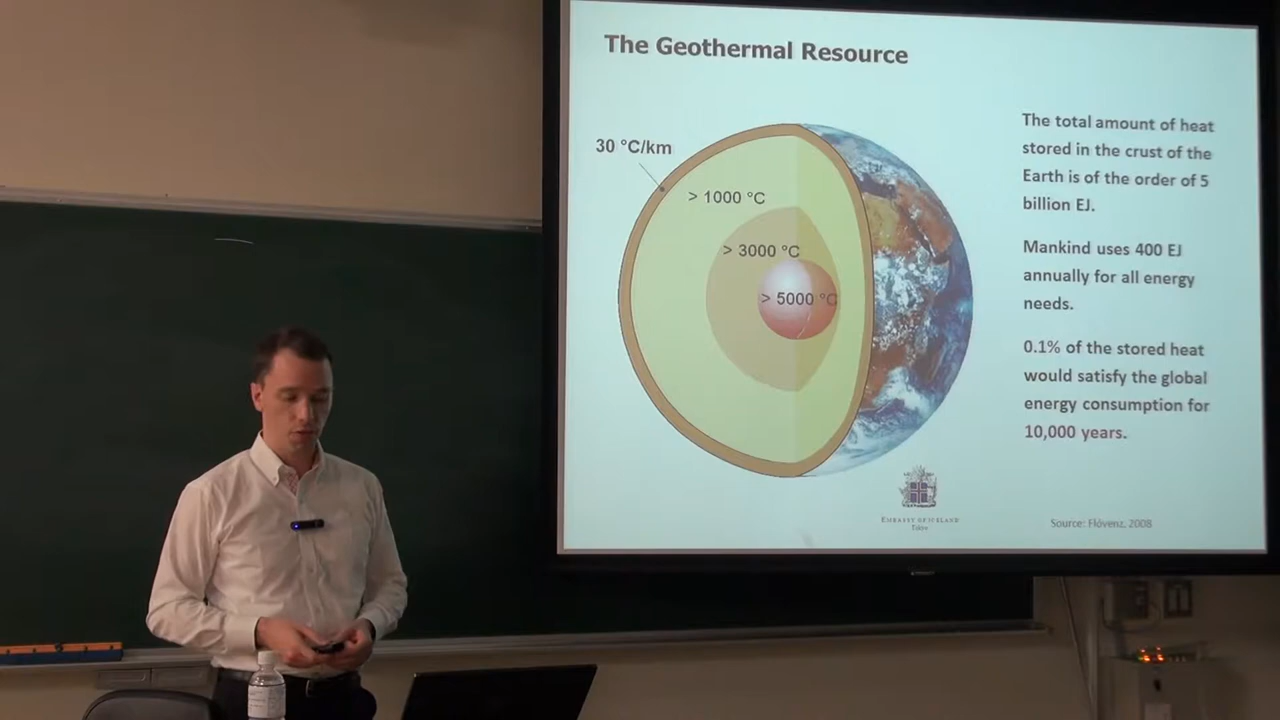 The Geothermal Resource
30 °C/km
> 1000 °C
> 3000 °C
> 5000 °C
The total amount of heat
stored in the crust of the
Earth is of the order of 5
billion EJ.
Mankind uses 400 EJ
annually for all energy
needs.
0.1% of the stored heat
would satisfy the global
energy consumption for
10,000 years.
EMBASSY OF ICELAND
Tokyo
Source: Flóvenz, 2008